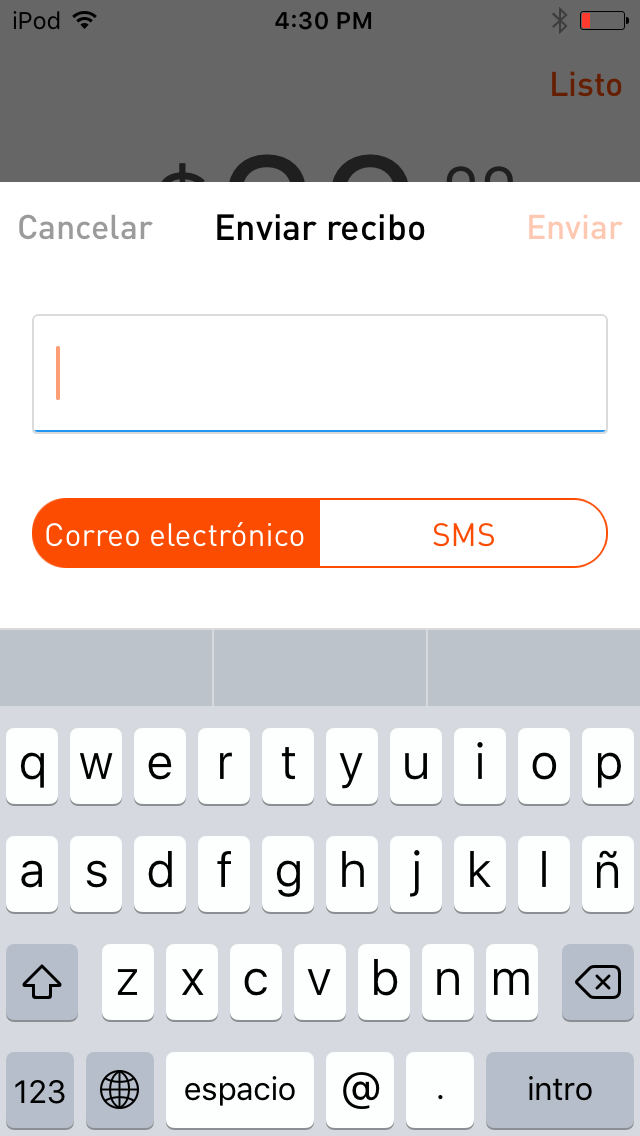 iPod 4:30 PM
Listo
Cancelar Enviar recibo Enviar
Correo electrónico SMS
q w e r t y u i o p
a s d f g h j k l ñ
z x c v b n m
123 espacio @ . intro